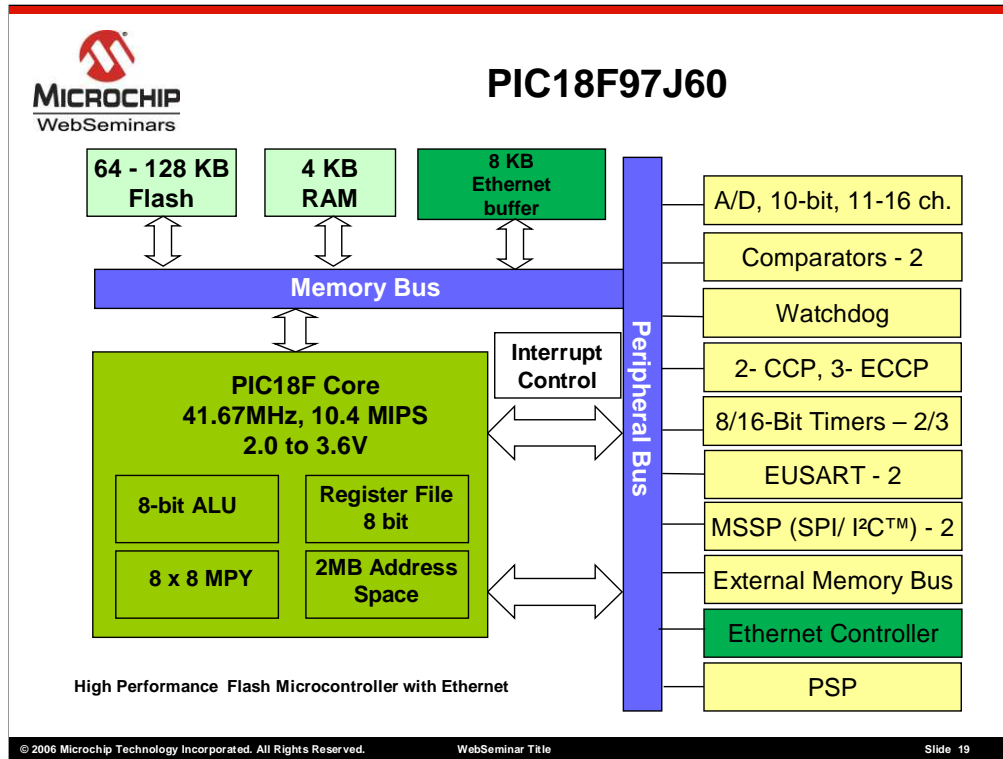 MICROCHIP
WebSeminars
PIC18F97J60
64 - 128 KB
Flash
4 KB
RAM
8 KB
Ethernet
buffer
Memory Bus
Peripheral Bus
Interrupt
Control
PIC18F Core
41.67MHz, 10.4 MIPS
2.0 to 3.6V
8-bit ALU
Register File
8 bit
8 x 8 MPY
2MB Address
Space
A/D, 10-bit, 11-16 ch.
Comparators - 2
Watchdog
2- CCP, 3- ECCP
8/16-Bit Timers – 2/3
EUSART - 2
MSSP (SPI/ I²C™) - 2
External Memory Bus
Ethernet Controller
PSP
High Performance Flash Microcontroller with Ethernet
© 2006 Microchip Technology Incorporated. All Rights Reserved.
WebSeminar Title
Slide 19